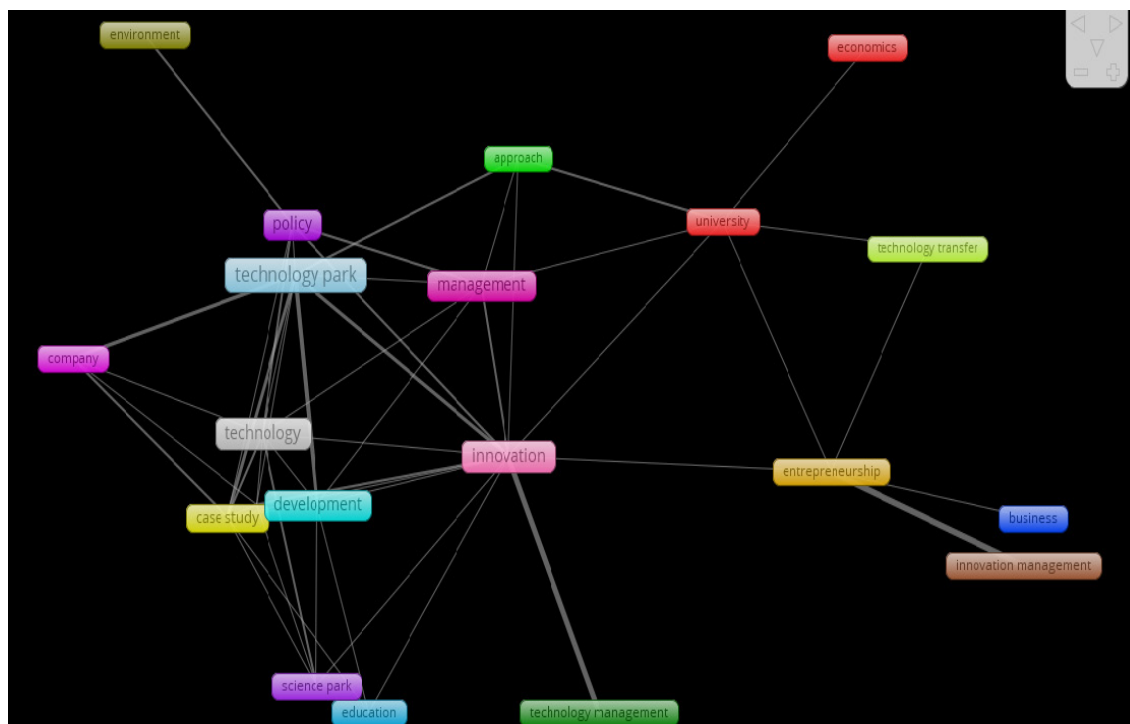 environment
economics
approach
policy
university
technology transfer
technology park
management
company
technology
innovation
entrepreneurship
development
case study
business
innovation management
science park
education
technology management